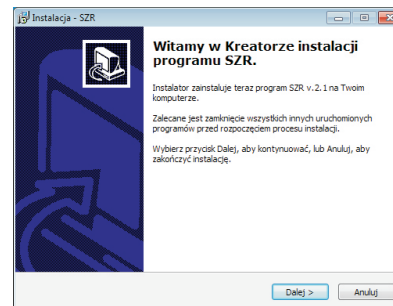 Instalacja - SZR
Witamy w Kreatorze instalacji
programu SZR.
Instalator zainstaluje teraz program SZR v.2.1 na Twoim
komputerze.
Zalecane jest zamknięcie wszystkich innych uruchomionych
programów przed rozpoczęciem procesu instalacji.
Wybierz przycisk Dalej, aby kontynuować, lub Anuluj, aby
zakończyć instalację.
Dalej >
Anuluj